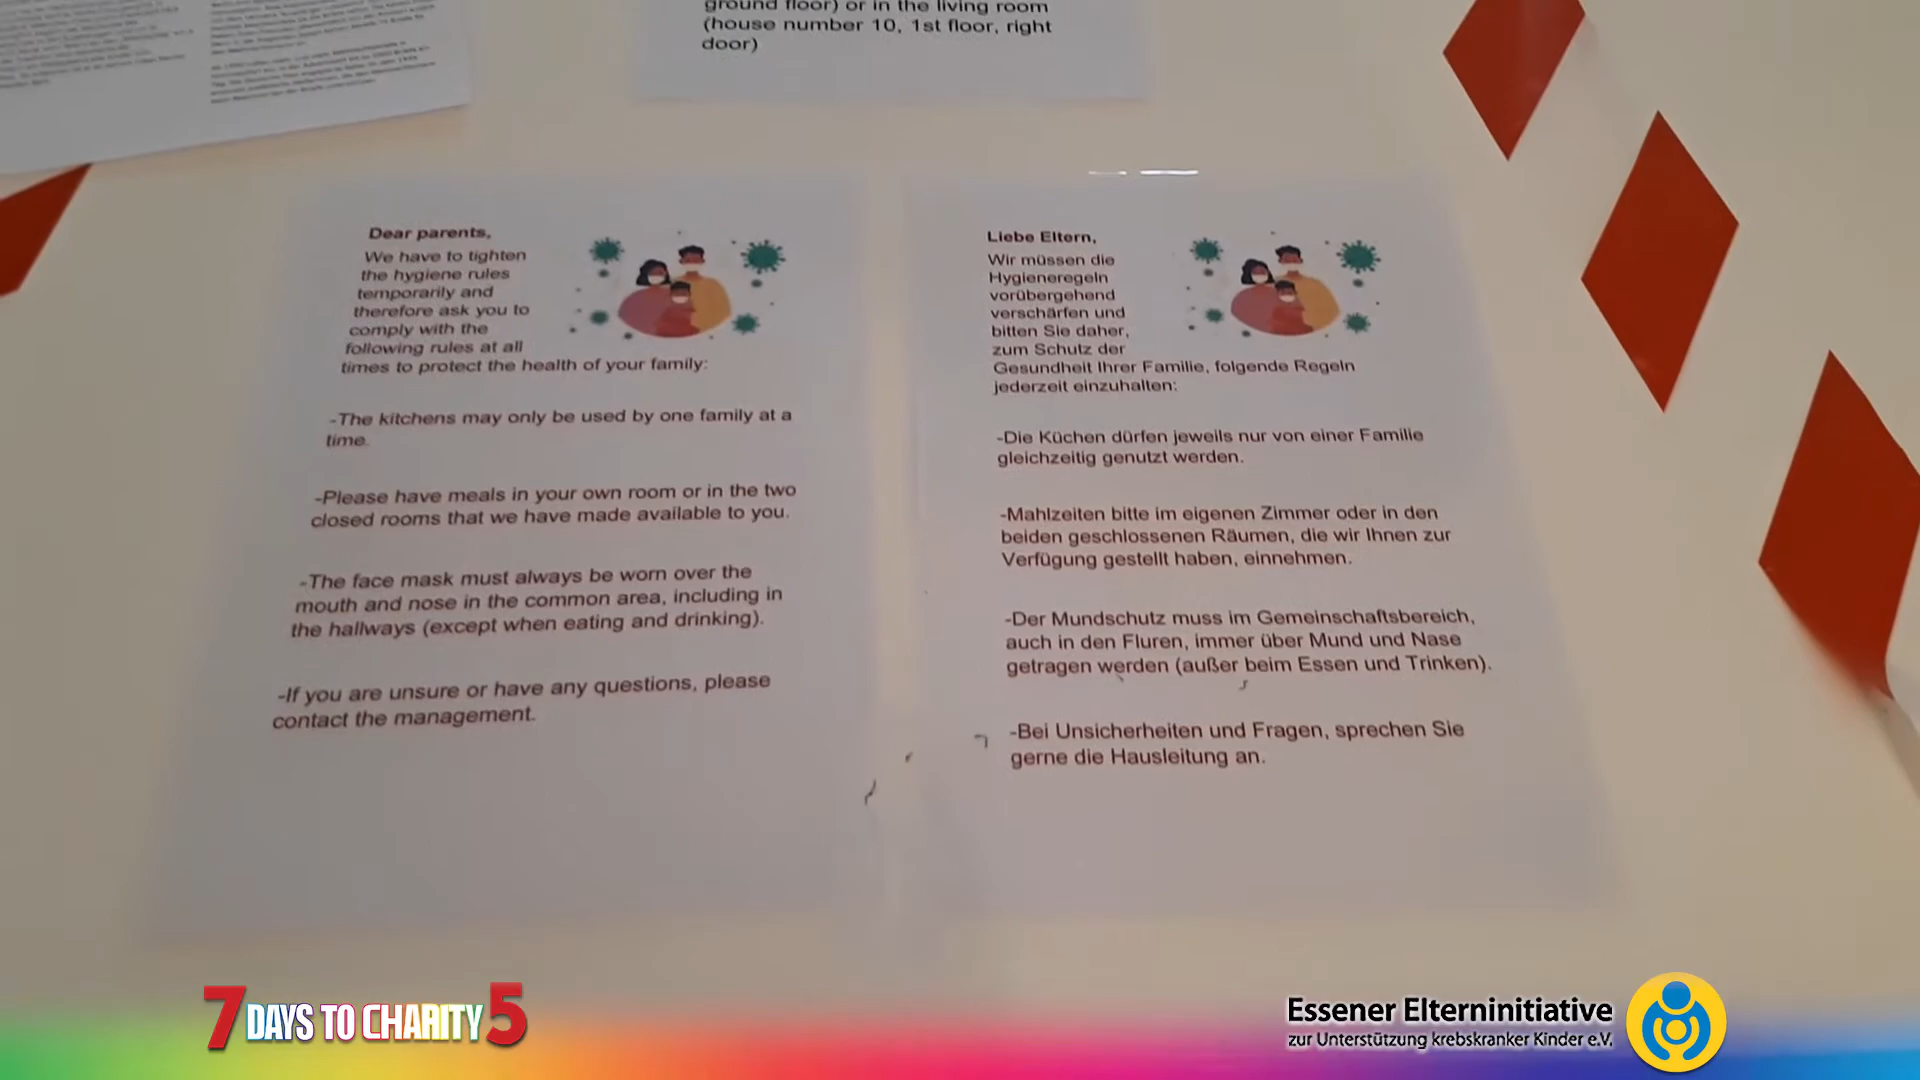 ground floor) or in the living room
(house number 10, 1st floor, right
door)
Dear parents,
We have to tighten
the hygiene rules
temporarily and
therefore ask you to
comply with the
following rules at all
times to protect the health of your family:
-The kitchens may only be used by one family at a
time.
-Please have meals in your own room or in the two
closed rooms that we have made available to you.
-The face mask must always be worn over the
mouth and nose in the common area, including in
the hallways (except when eating and drinking).
-If you are unsure or have any questions, please
contact the management.
Liebe Eltern,
Wir müssen die
Hygieneregeln
vorübergehend
verschärfen und
bitten Sie daher,
zum Schutz der
Gesundheit Ihrer Familie, folgende Regeln
jederzeit einzuhalten:
-Die Küchen dürfen jeweils nur von einer Familie
gleichzeitig genutzt werden.
-Mahlzeiten bitte im eigenen Zimmer oder in den
beiden geschlossenen Räumen, die wir Ihnen zur
Verfügung gestellt haben, einnehmen.
-Der Mundschutz muss im Gemeinschaftsbereich,
auch in den Fluren, immer über Mund und Nase
getragen werden (außer beim Essen und Trinken).
-Bei Unsicherheiten und Fragen, sprechen Sie
gerne die Hausleitung an.
7 DAYS TO CHARITY 5
Essener Elterninitiative
zur Unterstützung krebskranker Kinder e.V.